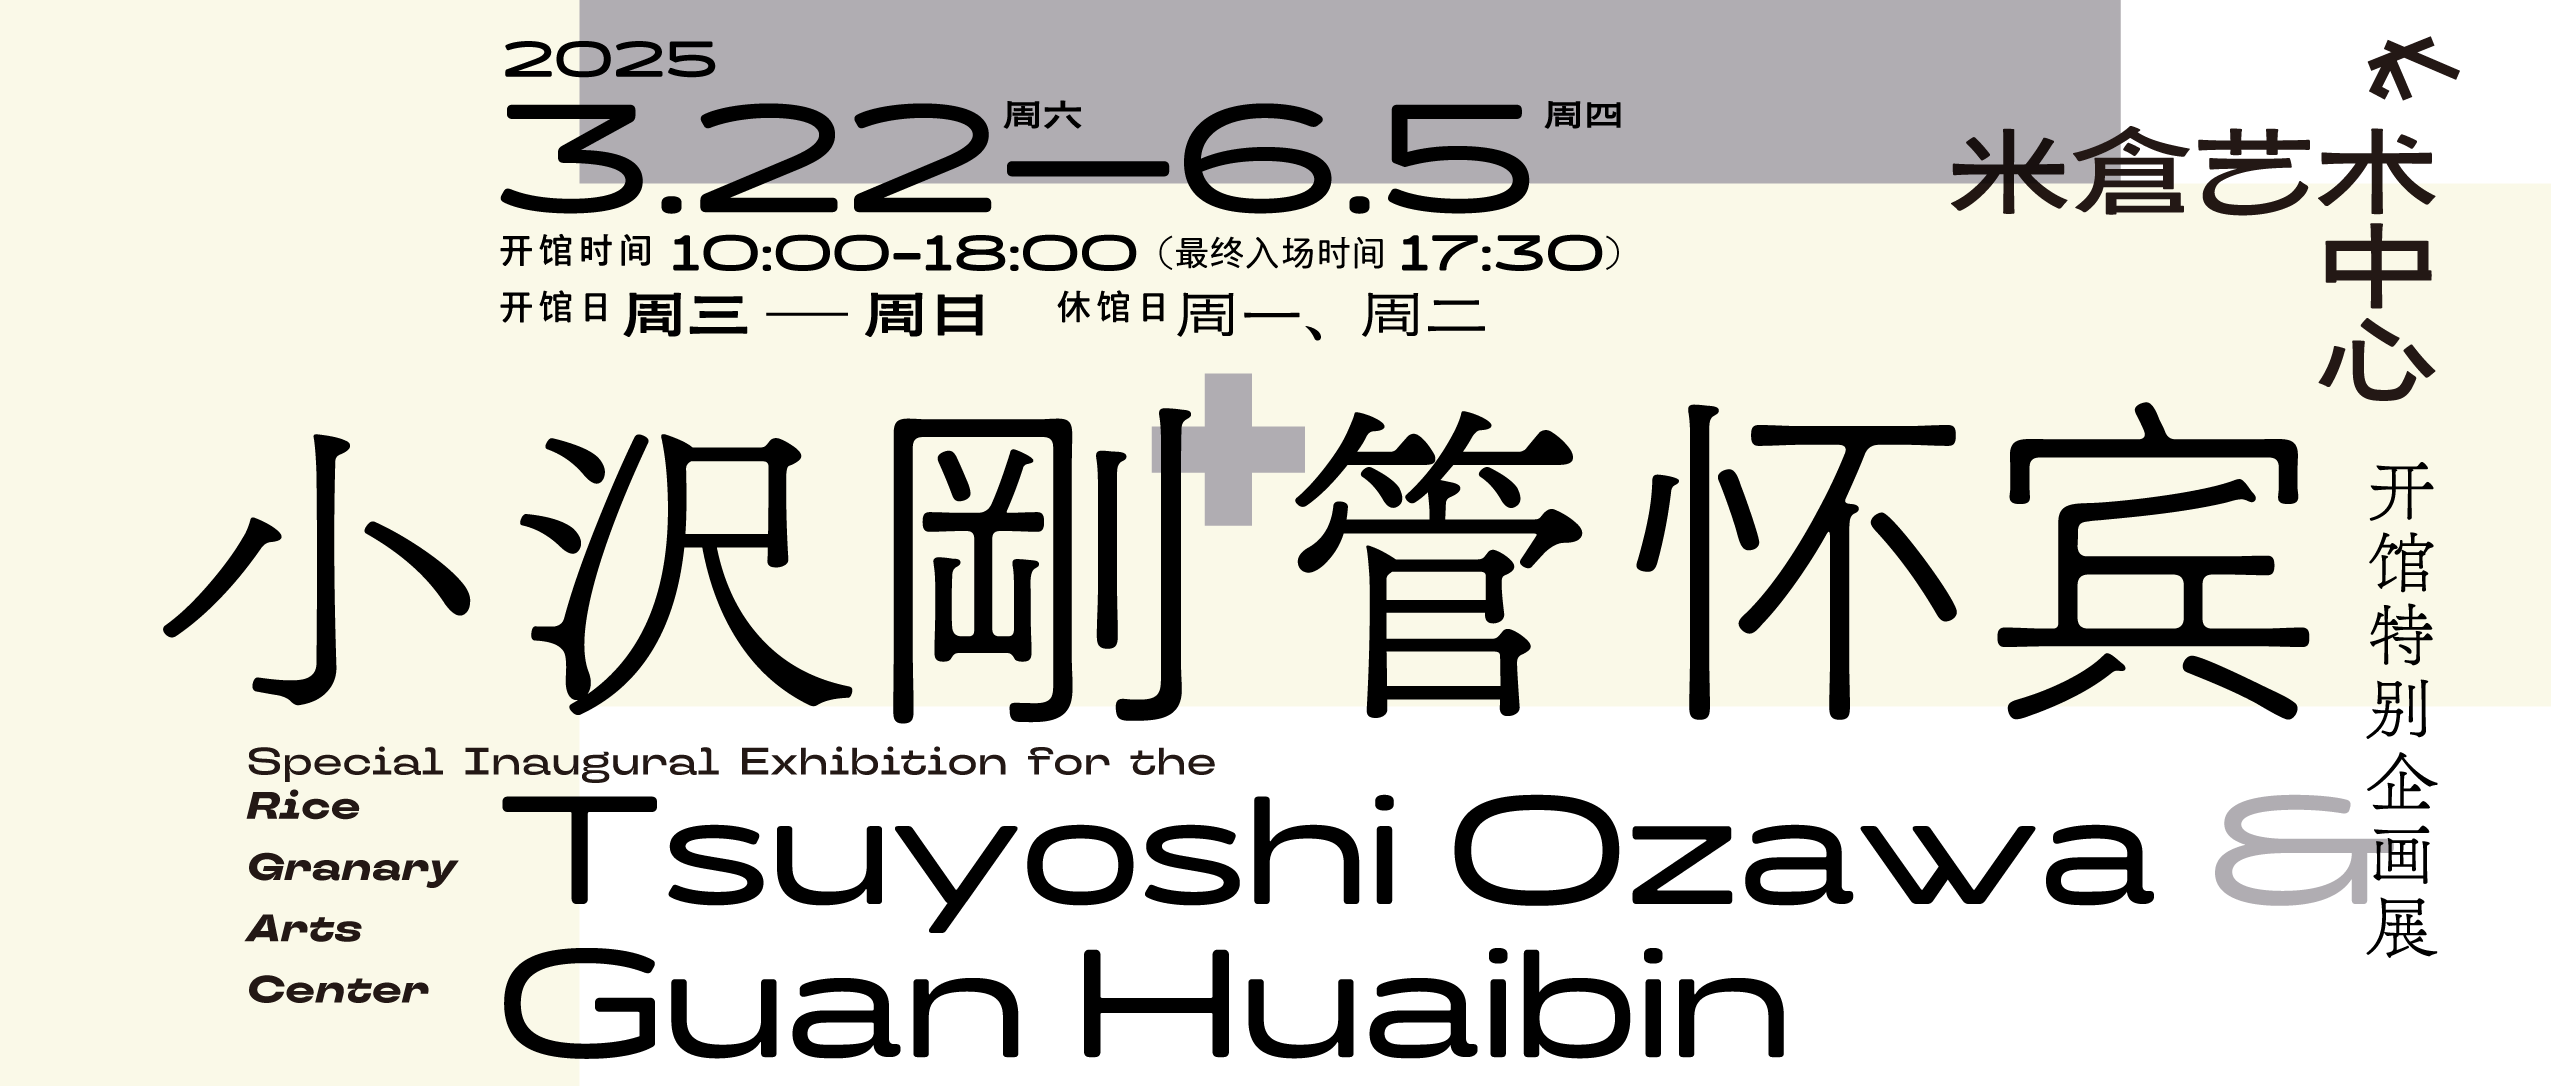 2025
3.22周六—6.5周四
开馆时间 10:00-18:00（最终入场时间 17:30）
开馆日 周三 —— 周日 休馆日 周一、周二
米倉艺术中心
小沢剛+管怀宾
开馆特别企画展
Special Inaugural Exhibition for the
Rice
Granary
Arts
Center
Tsuyoshi Ozawa &
Guan Huaibin